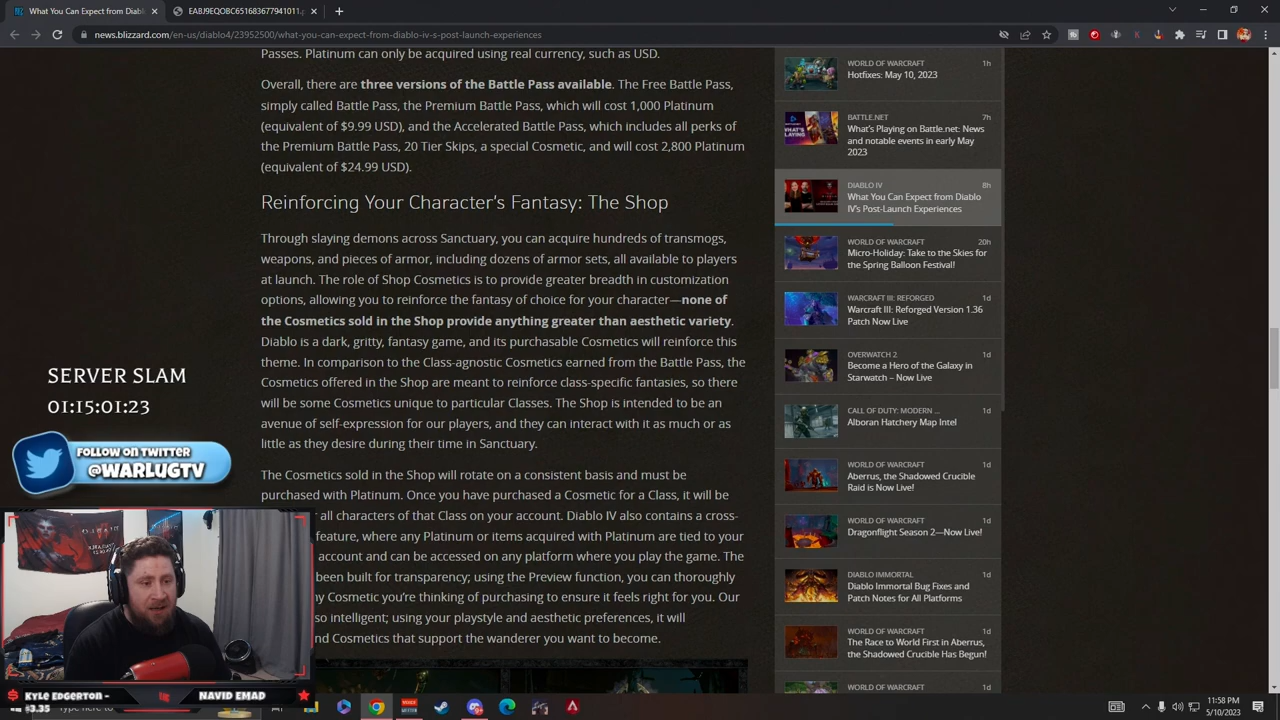 What You Can Expect from Diablo
EABJ9EQOBC651683677941011
news.blizzard.com/en-us/diablo4/23952500/what-you-can-expect-from-diablo-iv-s-post-launch-experiences
Passes. Platinum can only be acquired using real currency, such as USD.
Overall, there are three versions of the Battle Pass available. The Free Battle Pass,
simply called Battle Pass, the Premium Battle Pass, which will cost 1,000 Platinum
(equivalent of $9.99 USD), and the Accelerated Battle Pass, which includes all perks of
the Premium Battle Pass, 20 Tier Skips, a special Cosmetic, and will cost 2,800 Platinum
(equivalent of $24.99 USD).
Reinforcing Your Character's Fantasy: The Shop
Through slaying demons across Sanctuary, you can acquire hundreds of transmogs,
weapons, and pieces of armor, including dozens of armor sets, all available to players
at launch. The Shop is intended to provide greater breadth in customization
options, allowing you to reinforce the fantasy of choice for your character—none of
the Cosmetics sold in the Shop provide anything greater than aesthetic variety.
Diablo is a dark, gritty, fantasy game, and its purchasable Cosmetics will reinforce this
theme. In comparison to the Class-agnostic Cosmetics earned from the Battle Pass, the
Cosmetics offered in the Shop are meant to reinforce class-specific fantasies, so there
will be some Cosmetics unique to particular Classes. The Shop is intended to be an
avenue of self-expression for our players, and they can interact with it as much or as
little as they desire during their time in Sanctuary.
The Cosmetics sold in the Shop will rotate on a consistent basis and must be
purchased with Platinum. Once you have purchased a Cosmetic for a Class, it will be
all characters of that Class on your account. Diablo IV also contains a cross-
feature, where any Platinum or items acquired with Platinum are tied to your
account and can be accessed on any platform where you play the game. The
been built for transparency; using the Preview function, you can thoroughly
ny Cosmetic you're thinking of purchasing to ensure it feels right for you. Our
so intelligent; using your playstyle and aesthetic preferences, it will
nd Cosmetics that support the wanderer you want to become.
WORLD OF WARCRAFT 1h
Hotfixes: May 10, 2023
BATTLE.NET 7h
What's Playing on Battle.net: News
and notable events in early May
2023
DIABLO IV 8h
What You Can Expect from Diablo
IV's Post-Launch Experiences
WORLD OF WARCRAFT 20h
Micro-Holiday: Take to the Skies for
the Spring Balloon Festival!
WARCRAFT III: REFORGED 1d
Warcraft III: Reforged Version 1.36
Patch Now Live
OVERWATCH 2 1d
Become a Hero of the Galaxy in
Starwatch – Now Live
CALL OF DUTY: MODERN ... 1d
Alboran Hatchery Map Intel
WORLD OF WARCRAFT 1d
Aberrus, the Shadowed Crucible
Raid is Now Live!
WORLD OF WARCRAFT 1d
Dragonflight Season 2—Now Live!
DIABLO IMMORTAL 1d
Diablo Immortal Bug Fixes and
Patch Notes for All Platforms
WORLD OF WARCRAFT 1d
The Race to World First in Aberrus,
the Shadowed Crucible Has Begun!
WORLD OF WARCRAFT 1d
SERVER SLAM
01:15:01:23
FOLLOW ON TWITTER
@WARLUGTV
KYLE EDGERTON -
$3.35
NAVID EMAD
Type here to
11:58 PM
5/10/2023